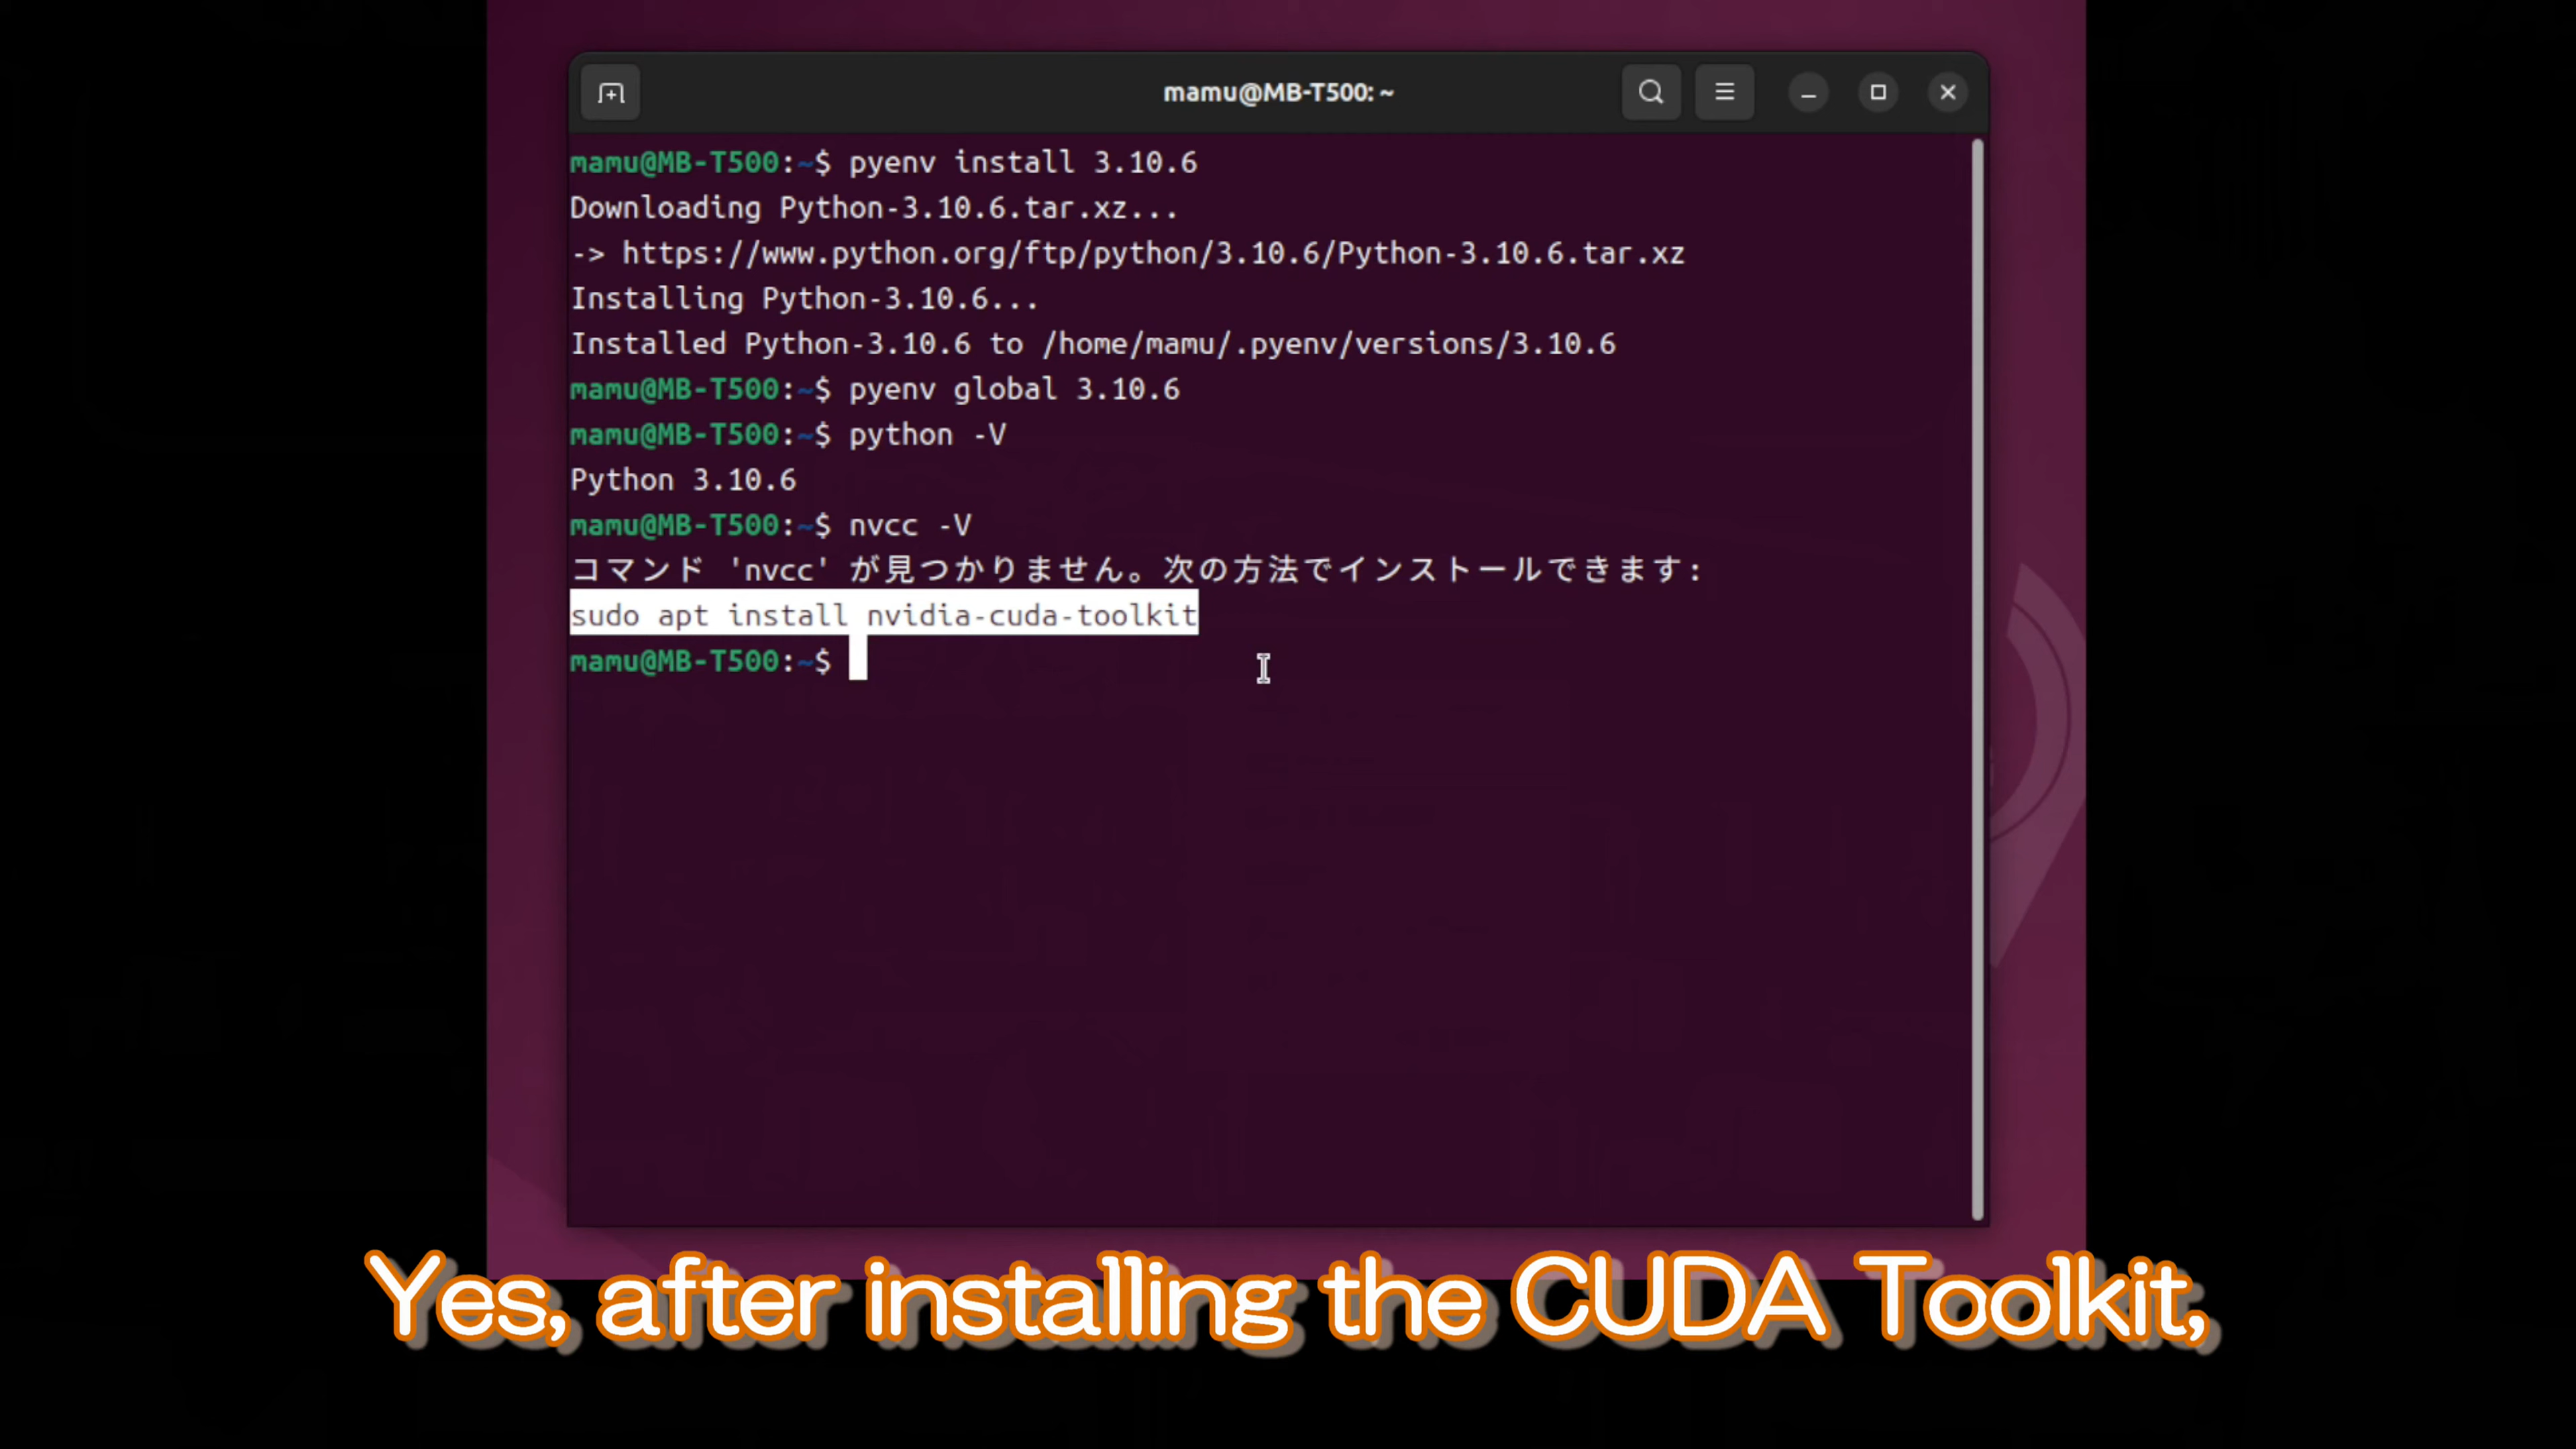 mamu@MB-T500: ~
mamu@MB-T500:~$ pyenv install 3.10.6
Downloading Python-3.10.6.tar.xz...
-> https://www.python.org/ftp/python/3.10.6/Python-3.10.6.tar.xz
Installing Python-3.10.6...
Installed Python-3.10.6 to /home/mamu/.pyenv/versions/3.10.6
mamu@MB-T500:~$ pyenv global 3.10.6
mamu@MB-T500:~$ python -V
Python 3.10.6
mamu@MB-T500:~$ nvcc -V
コマンド 'nvcc' が見つかりません。次の方法でインストールできます:
sudo apt install nvidia-cuda-toolkit
mamu@MB-T500:~$
Yes, after installing the CUDA Toolkit,